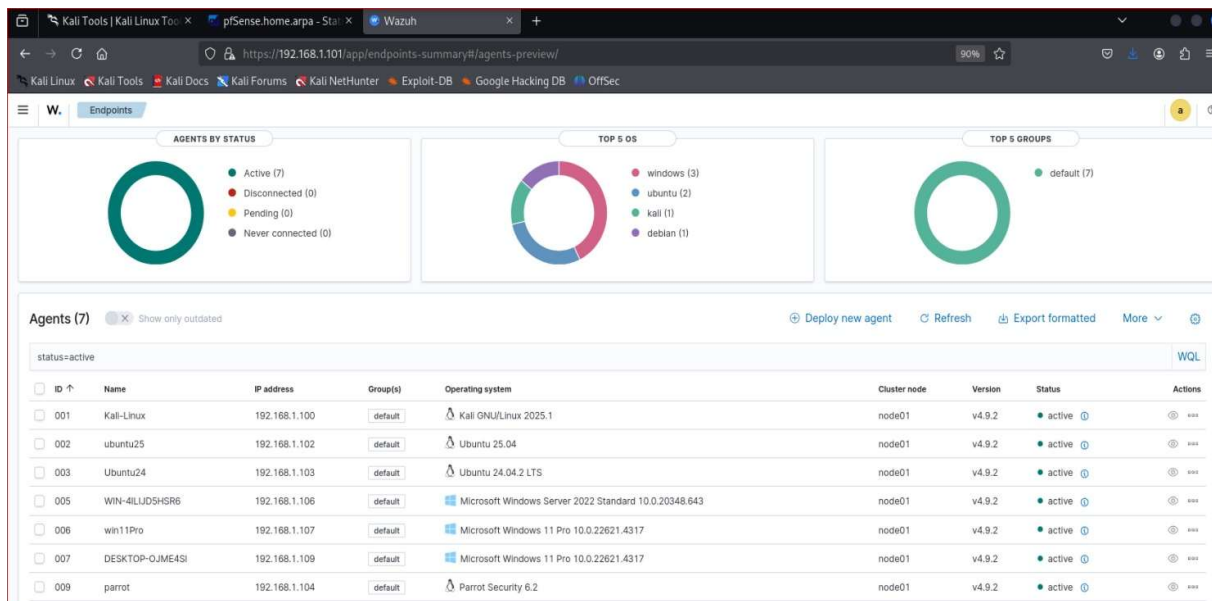 Kali Tools | Kali Linux Too
pfSense.home.arpa - Stat
Wazuh
https://192.168.1.101/app/endpoints-summary#/agents-preview/
90%
Kali Linux Kali Tools Kali Docs Kali Forums Kali NetHunter Exploit-DB Google Hacking DB OffSec
W. Endpoints a
AGENTS BY STATUS
Active (7)
Disconnected (0)
Pending (0)
Never connected (0)
TOP 5 OS
windows (3)
ubuntu (2)
kali (1)
debian (1)
TOP 5 GROUPS
default (7)
Agents (7) Show only outdated Deploy new agent Refresh Export formatted More
status=active WQL
ID Name IP address Group(s) Operating system Cluster node Version Status Actions
001 Kali-Linux 192.168.1.100 default Kali GNU/Linux 2025.1 node01 v4.9.2 active
002 ubuntu25 192.168.1.102 default Ubuntu 25.04 node01 v4.9.2 active
003 Ubuntu24 192.168.1.103 default Ubuntu 24.04.2 LTS node01 v4.9.2 active
005 WIN-4ILIJD5HSR6 192.168.1.106 default Microsoft Windows Server 2022 Standard 10.0.20348.643 node01 v4.9.2 active
006 win11Pro 192.168.1.107 default Microsoft Windows 11 Pro 10.0.22621.4317 node01 v4.9.2 active
007 DESKTOP-OJME4SI 192.168.1.109 default Microsoft Windows 11 Pro 10.0.22621.4317 node01 v4.9.2 active
009 parrot 192.168.1.104 default Parrot Security 6.2 node01 v4.9.2 active